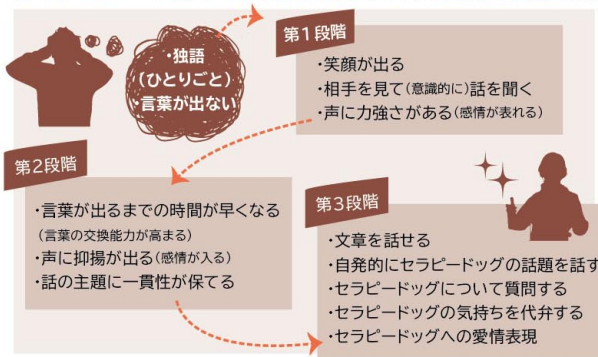 ・独語
（ひとりごと）
・言葉が出ない
第１段階
・笑顔が出る
・相手を見て（意識的に）話を聞く
・声に力強さがある（感情が表れる）
第２段階
・言葉が出るまでの時間が早くなる
（言葉の交換能力が高まる）
・声に抑揚が出る（感情が入る）
・話の主題に一貫性が保てる
第３段階
・文章を話せる
・自発的にセラピードッグの話題を話す
・セラピードッグについて質問する
・セラピードッグの気持ちを代弁する
・セラピードッグへの愛情表現